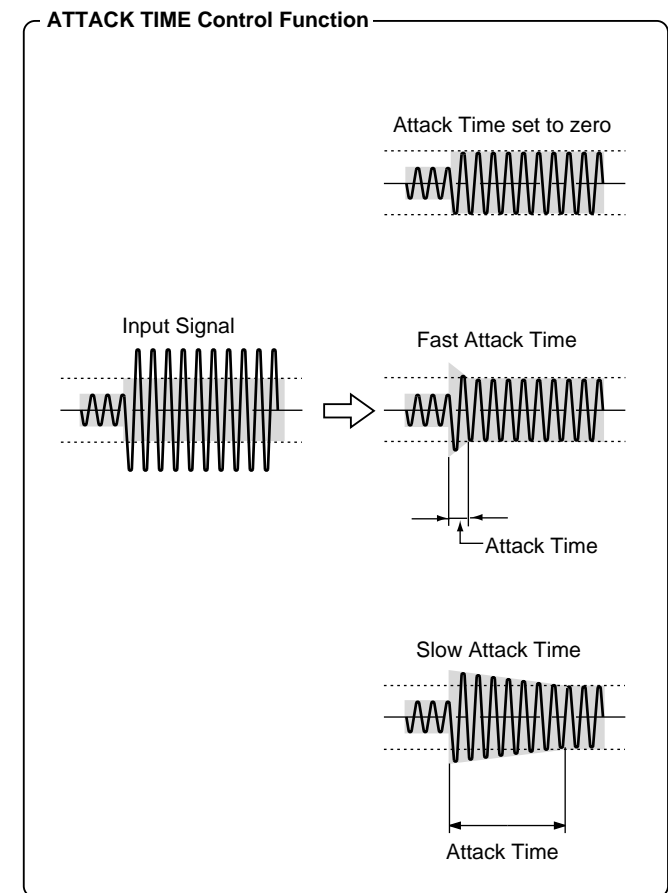 ATTACK TIME Control Function
Attack Time set to zero
Input Signal
Fast Attack Time
Attack Time
Slow Attack Time
Attack Time